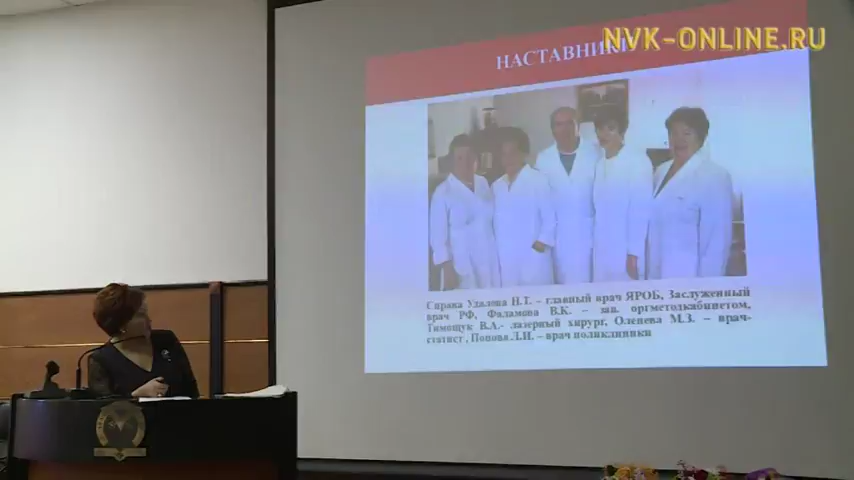 NVK-ONLINE.RU
НАСТАВНИКИ
Справа Удалова Н.Т. – главный врач ЯРОБ, Заслуженный
врач РФ, Фаламова В.К. – зав. оргметодкабинетом,
Тимощук В.А.- лазерный хирург, Оленева М.З. – врач-
статист , Попова Л.И. – врач поликлиники